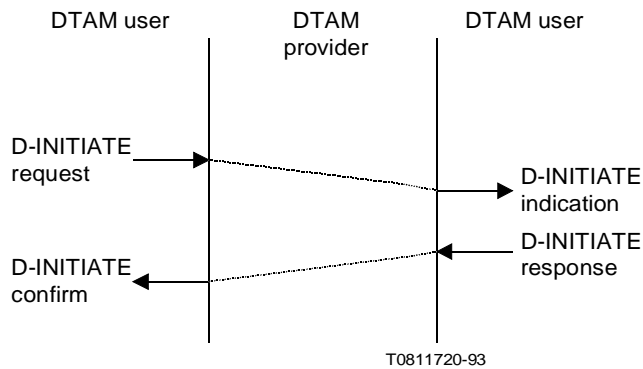 DTAM user
DTAM
provider
DTAM user
D-INITIATE
request
D-INITIATE
indication
D-INITIATE
response
D-INITIATE
confirm
T0811720-93